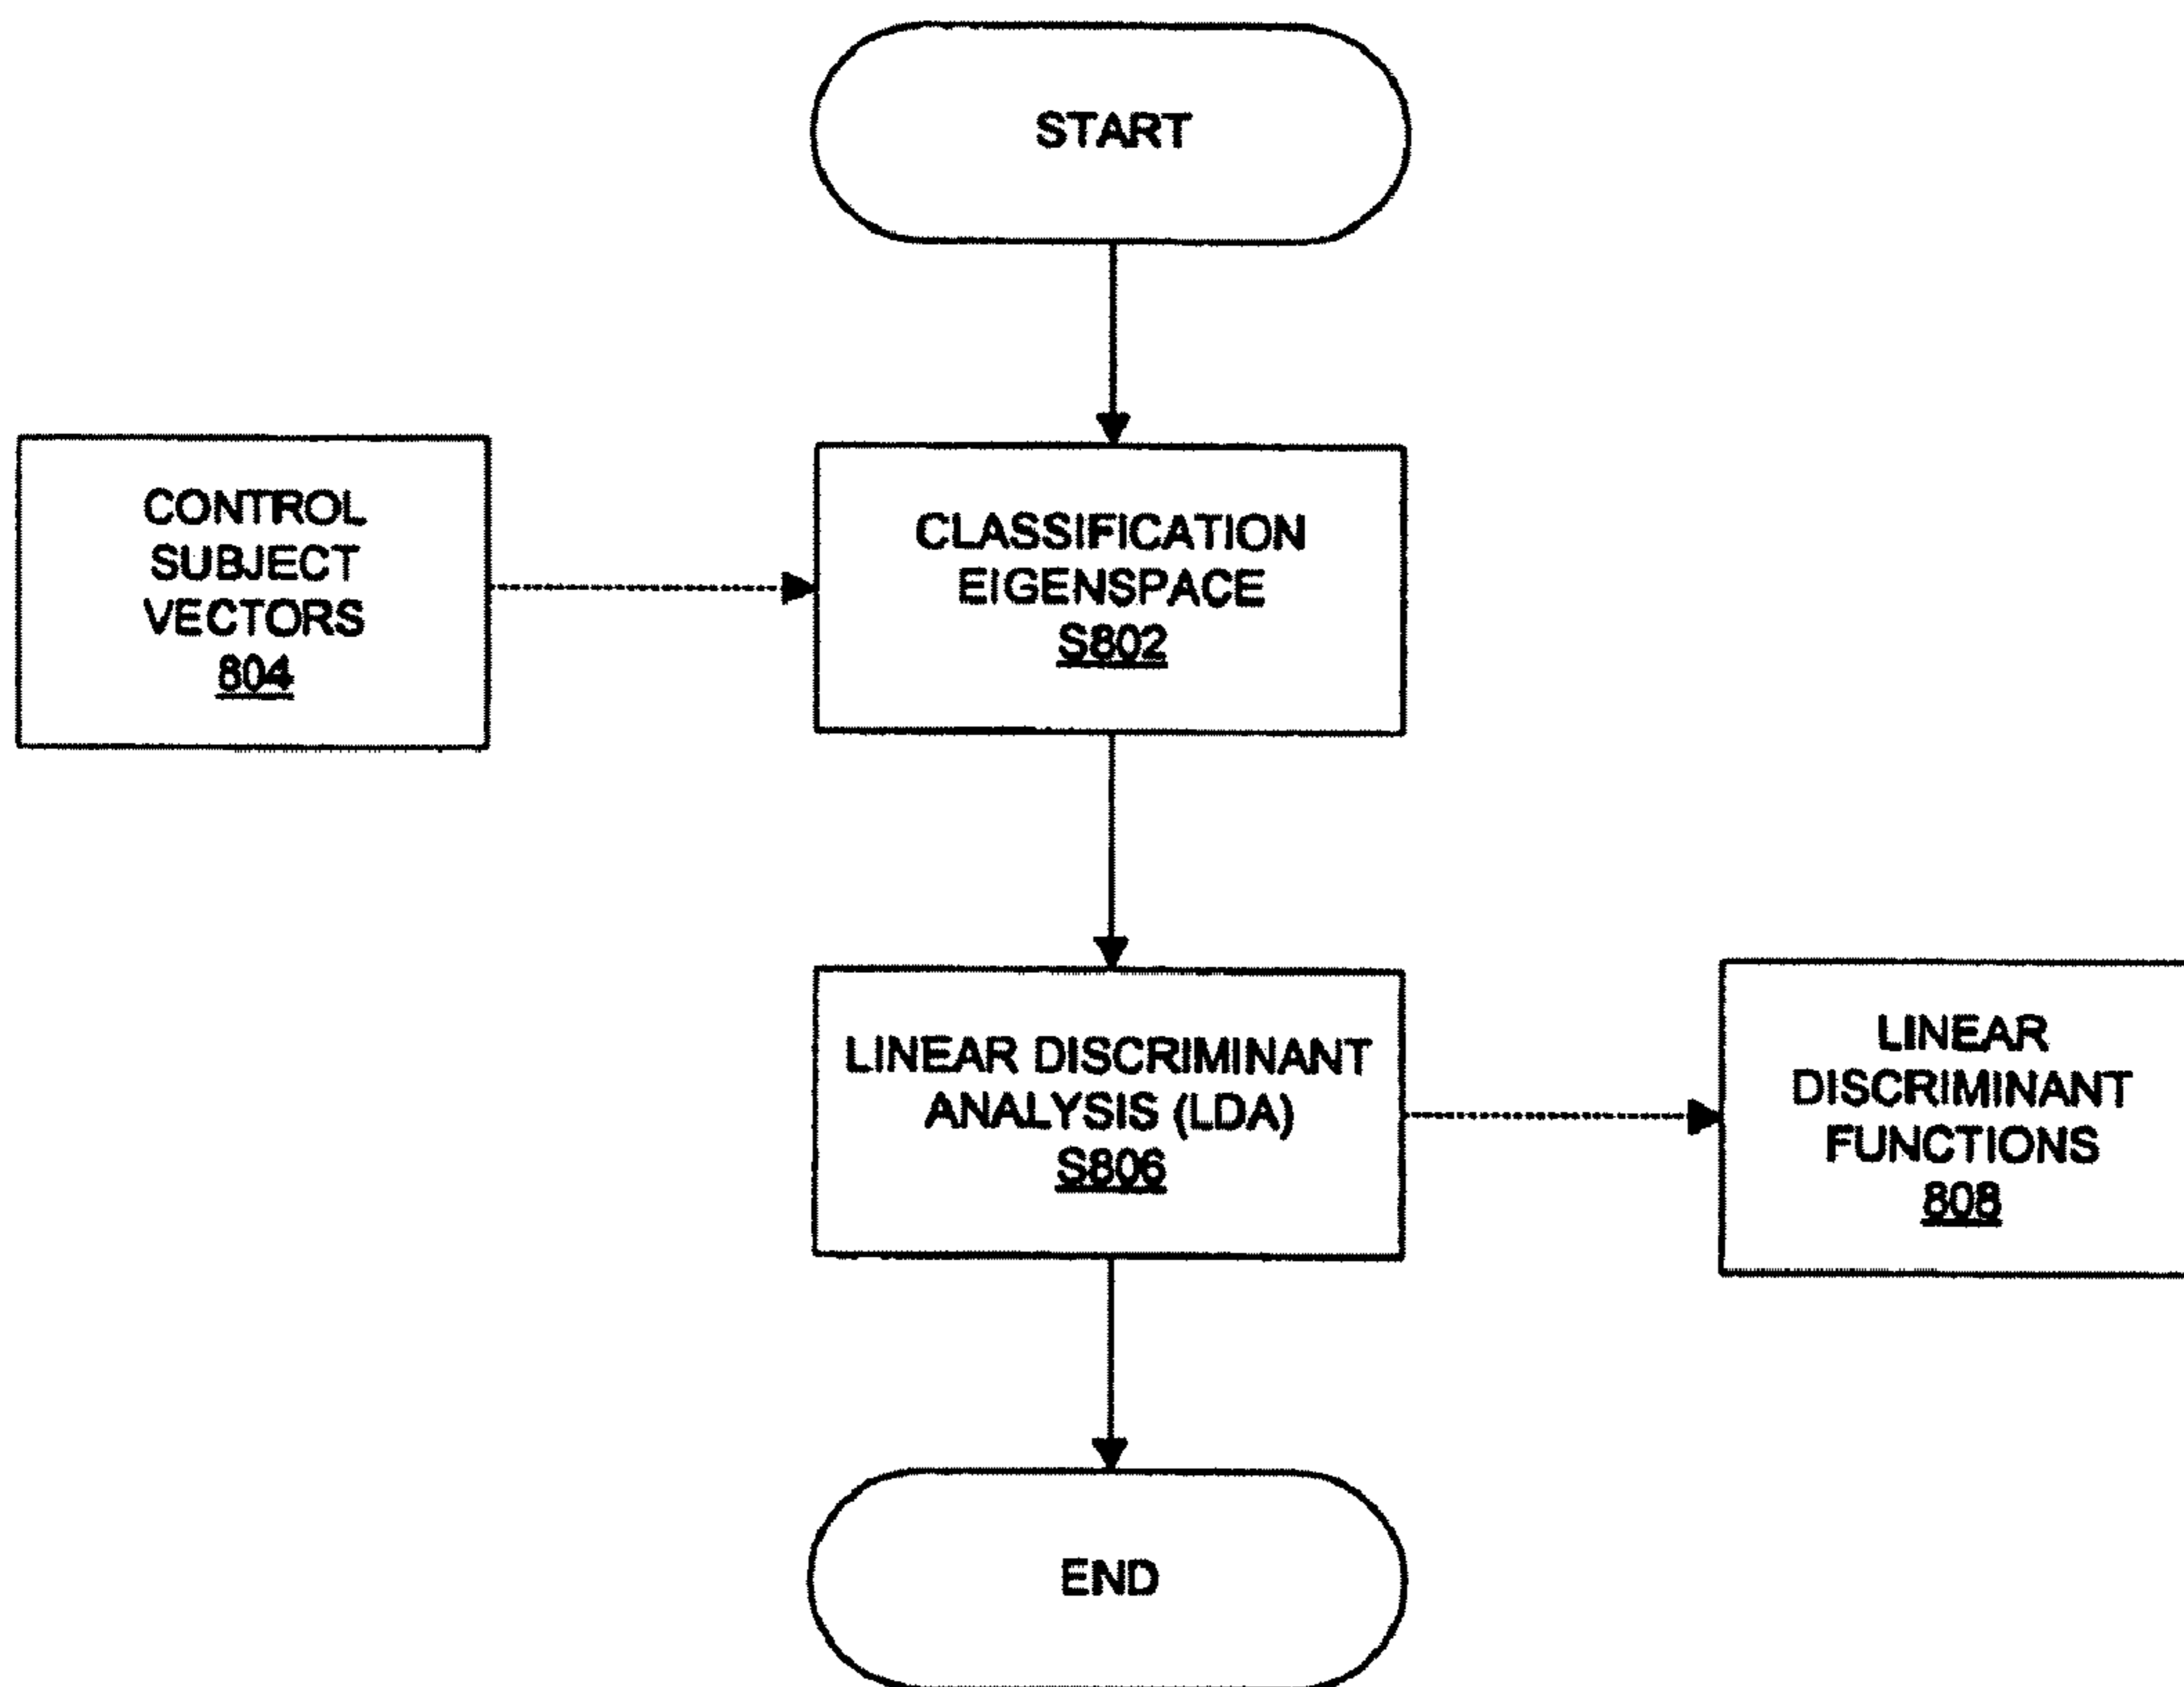 START
CONTROL
SUBJECT
VECTORS
804
CLASSIFICATION
EIGENSPACE
S802
LINEAR DISCRIMINANT
ANALYSIS (LDA)
S806
LINEAR
DISCRIMINANT
FUNCTIONS
808
END